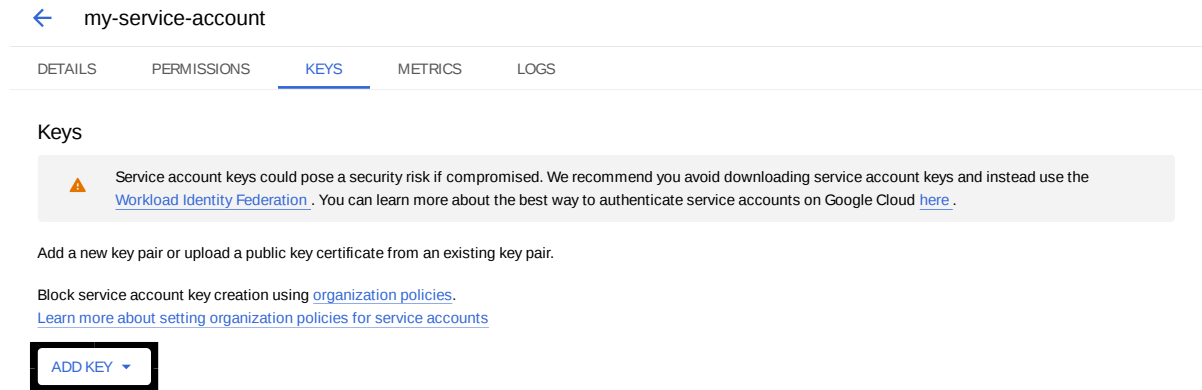 my-service-account
DETAILS PERMISSIONS KEYS METRICS LOGS
Keys
Service account keys could pose a security risk if compromised. We recommend you avoid downloading service account keys and instead use the
Workload Identity Federation . You can learn more about the best way to authenticate service accounts on Google Cloud here .
Add a new key pair or upload a public key certificate from an existing key pair.
Block service account key creation using organization policies.
Learn more about setting organization policies for service accounts
ADD KEY